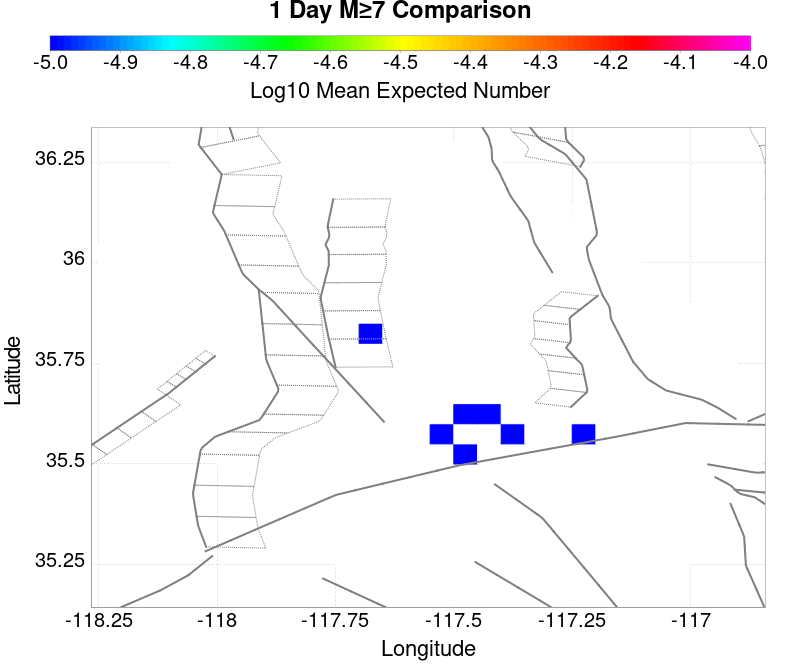 1 Day M≥7 Comparison
-5.0 -4.9 -4.8 -4.7 -4.6 -4.5 -4.4 -4.3 -4.2 -4.1 -4.0
Log10 Mean Expected Number
36.25
36
35.75
35.5
35.25
Latitude
-118.25 -118 -117.75 -117.5 -117.25 -117
Longitude